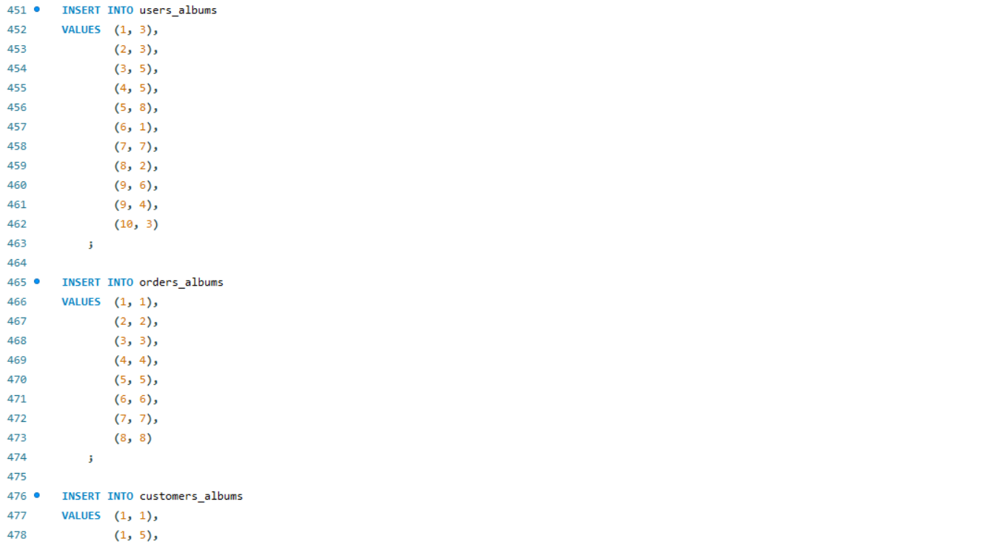 451 INSERT INTO users_albums
452 VALUES (1, 3),
453 (2, 3),
454 (3, 5),
455 (4, 5),
456 (5, 8),
457 (6, 1),
458 (7, 7),
459 (8, 2),
460 (9, 6),
461 (9, 4),
462 (10, 3)
463 ;
464
465 INSERT INTO orders_albums
466 VALUES (1, 1),
467 (2, 2),
468 (3, 3),
469 (4, 4),
470 (5, 5),
471 (6, 6),
472 (7, 7),
473 (8, 8)
474 ;
475
476 INSERT INTO customers_albums
477 VALUES (1, 1),
478 (1, 5),